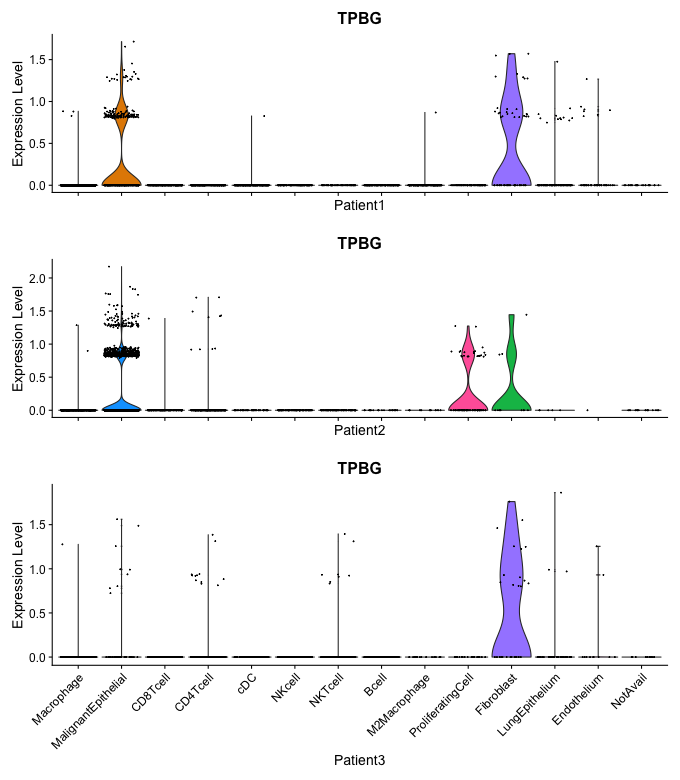 TPBG
Expression Level
1.5
1.0
0.5
0.0
Patient1
TPBG
Expression Level
2.0
1.5
1.0
0.5
0.0
Patient2
TPBG
Expression Level
1.5
1.0
0.5
0.0
Macrophage
MalignantEpithelial
CD8Tcell
CD4Tcell
cDC
NKcell
NKTcell
Bcell
M2Macrophage
ProliferatingCell
Fibroblast
LungEpithelium
Endothelium
NotAvail
Patient3